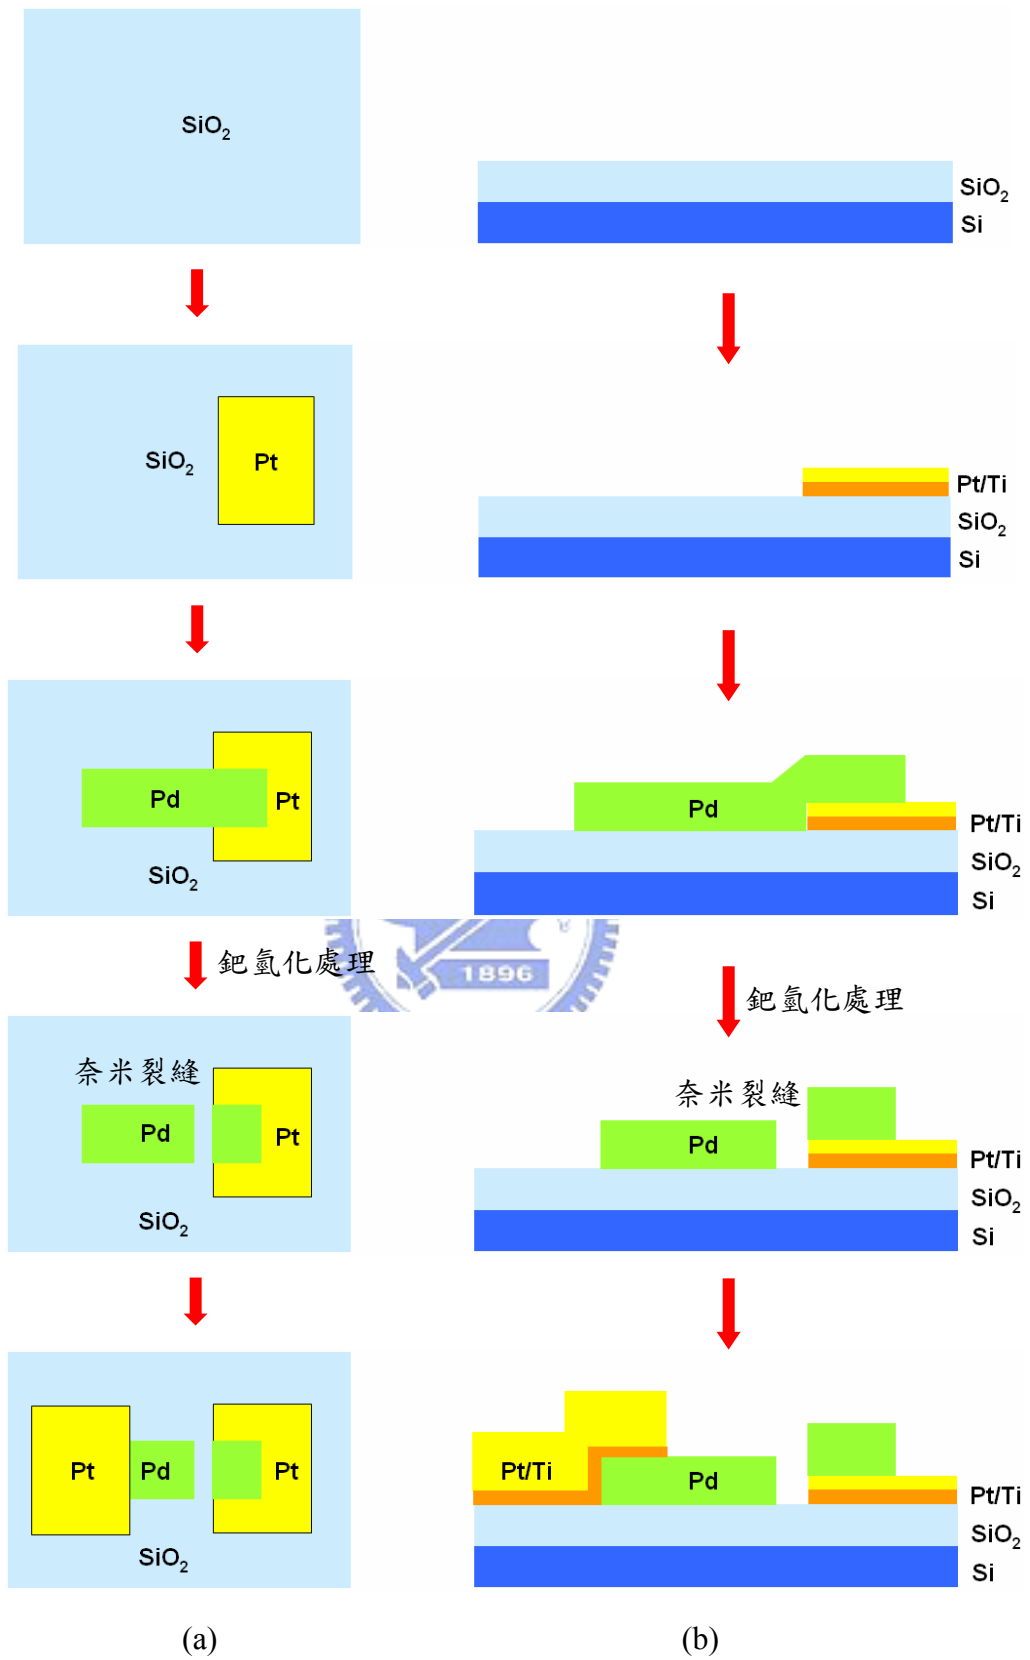 SiO₂
SiO₂
Si
SiO₂
Pt
Pt/Ti
SiO₂
Si
Pd
Pt
SiO₂
Pd
Pt/Ti
SiO₂
Si
鈀氫化處理
1896
鈀氫化處理
奈米裂縫
Pd
Pt
SiO₂
奈米裂縫
Pd
Pt/Ti
SiO₂
Si
Pt
Pd
Pt
SiO₂
Pt/Ti
Pd
Pt/Ti
SiO₂
Si
(a)
(b)